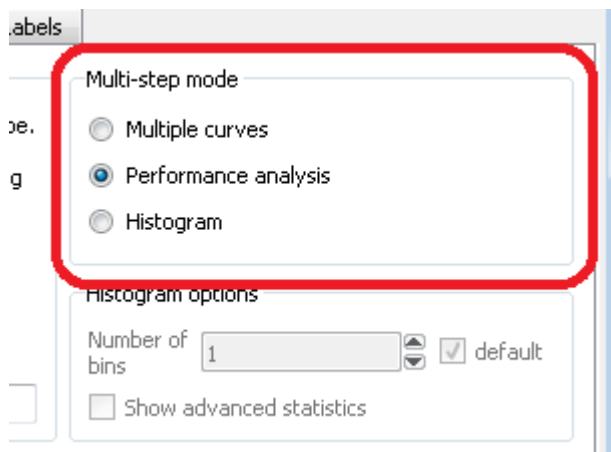 abels
Multi-step mode
pe.
Multiple curves
g
Performance analysis
Histogram
Histogram options
Number of
bins
1
default
Show advanced statistics